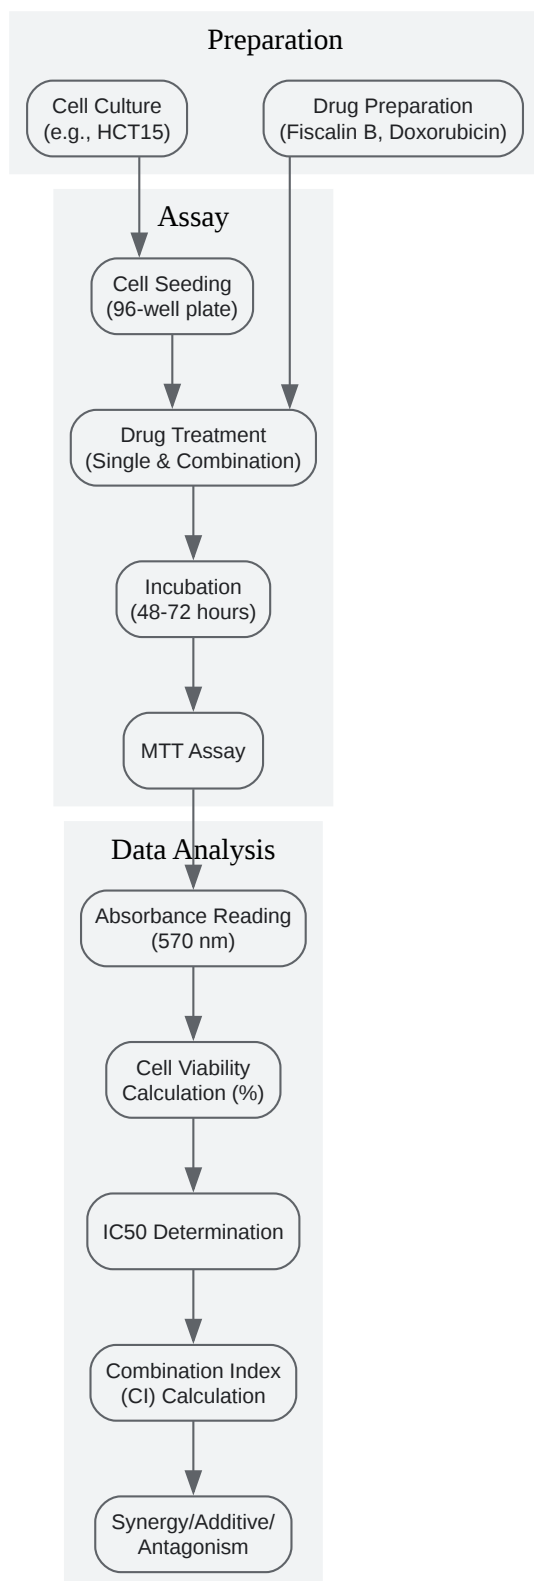 Preparation
Cell Culture
(e.g., HCT15)
Drug Preparation
(Fiscalin B, Doxorubicin)
Assay
Cell Seeding
(96-well plate)
Drug Treatment
(Single & Combination)
Incubation
(48-72 hours)
MTT Assay
Data Analysis
Absorbance Reading
(570 nm)
Cell Viability
Calculation (%)
IC50 Determination
Combination Index
(CI) Calculation
Synergy/Additive/
Antagonism